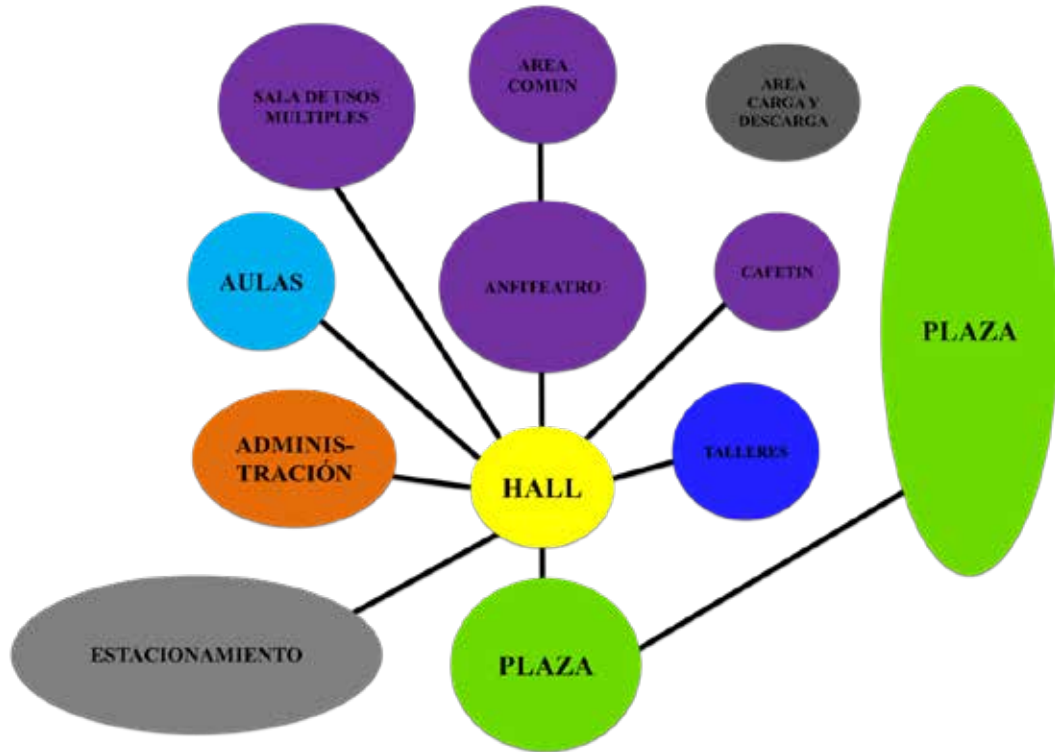 SALA DE USOS
MULTIPLES
AREA
COMUN
AREA
CARGA Y
DESCARGA
AULAS
ANFITEATRO
CAFETIN
PLAZA
ADMINIS-
TRACIÓN
HALL
TALLERES
ESTACIONAMIENTO
PLAZA